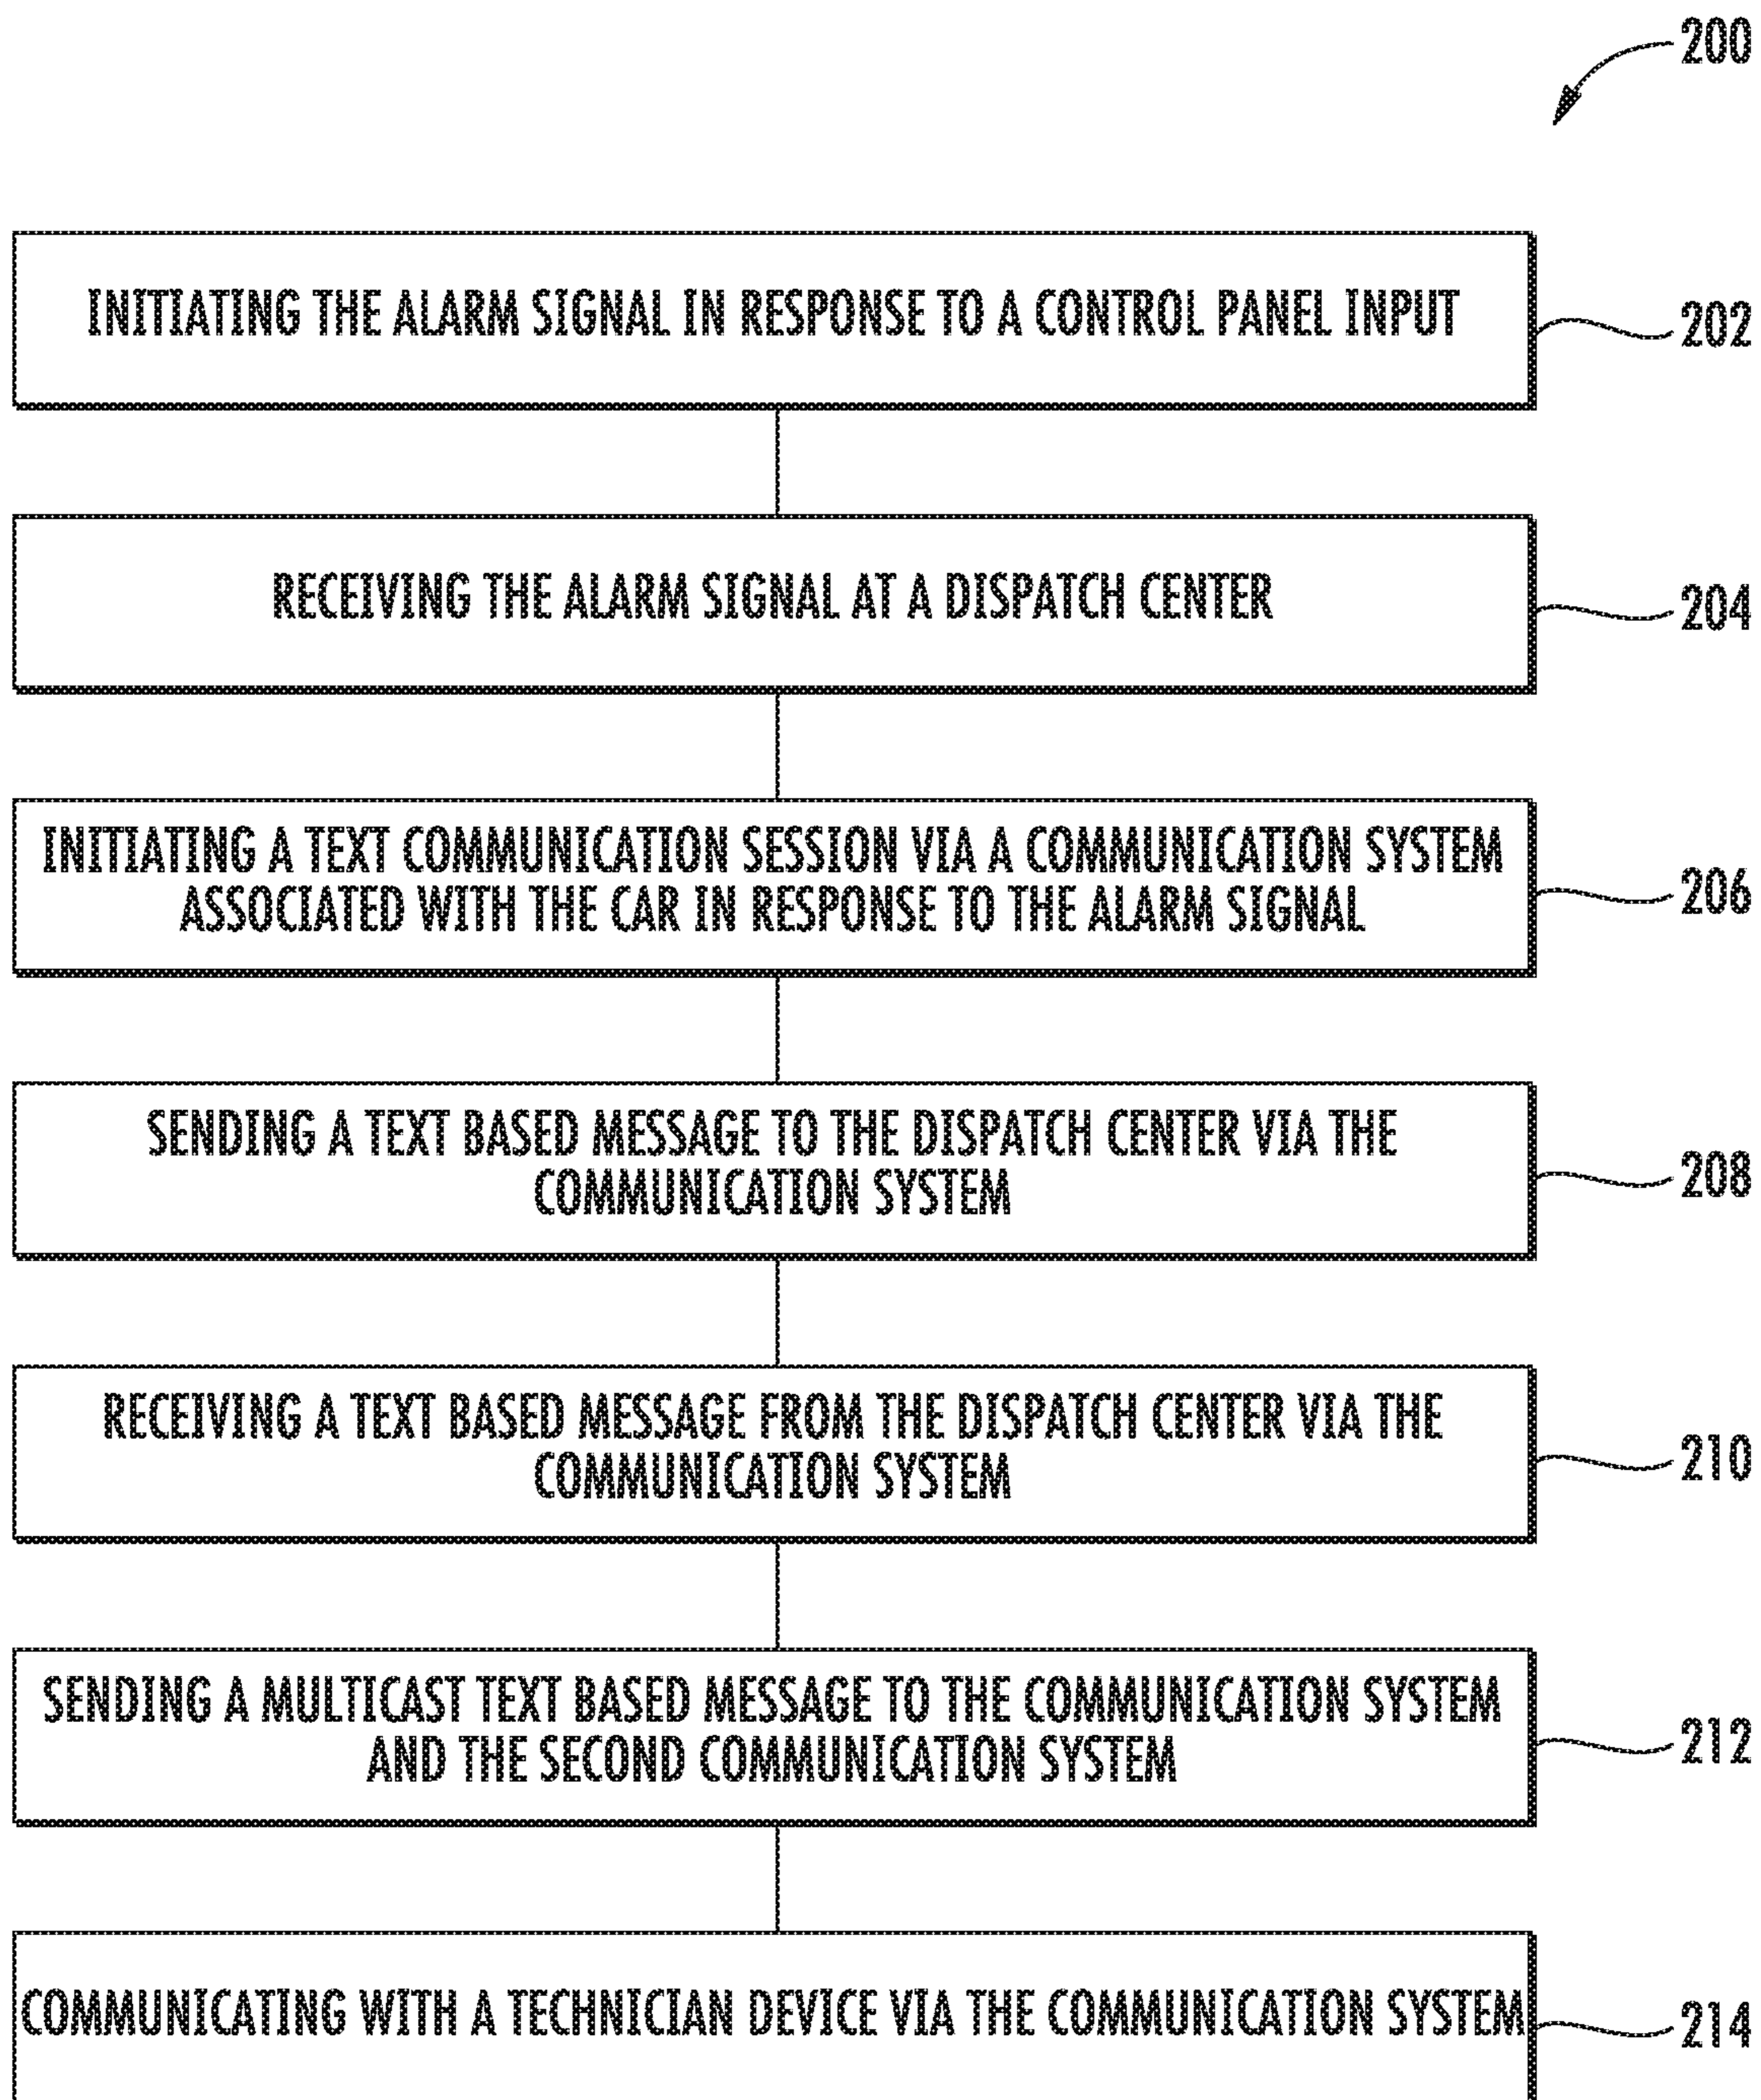 200
INITIATING THE ALARM SIGNAL IN RESPONSE TO A CONTROL PANEL INPUT
202
RECEIVING THE ALARM SIGNAL AT A DISPATCH CENTER
204
INITIATING A TEXT COMMUNICATION SESSION VIA A COMMUNICATION SYSTEM
ASSOCIATED WITH THE CAR IN RESPONSE TO THE ALARM SIGNAL
206
SENDING A TEXT BASED MESSAGE TO THE DISPATCH CENTER VIA THE
COMMUNICATION SYSTEM
208
RECEIVING A TEXT BASED MESSAGE FROM THE DISPATCH CENTER VIA THE
COMMUNICATION SYSTEM
210
SENDING A MULTICAST TEXT BASED MESSAGE TO THE COMMUNICATION SYSTEM
AND THE SECOND COMMUNICATION SYSTEM
212
COMMUNICATING WITH A TECHNICIAN DEVICE VIA THE COMMUNICATION SYSTEM
214